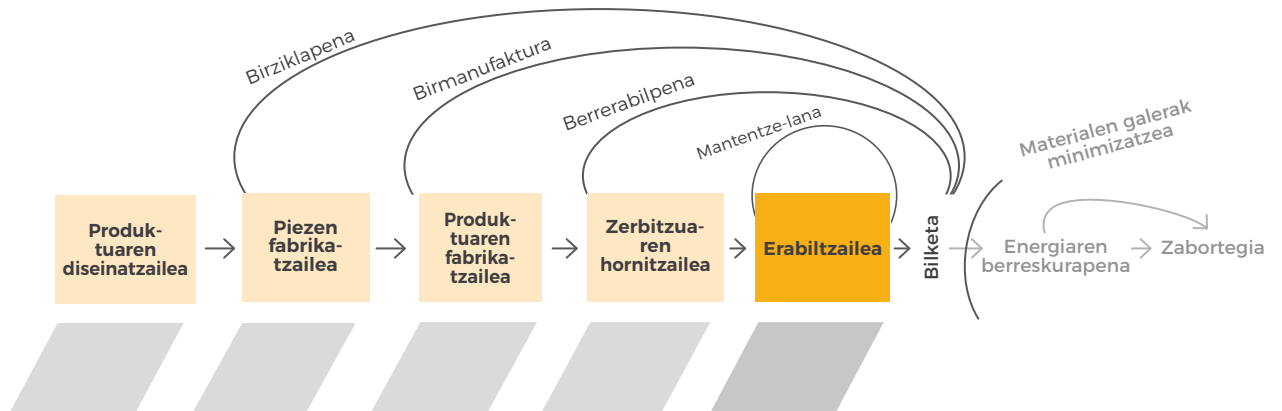 Birziklapena
Birmanufaktura
Berrerabilpena
Mantentze-lana
Materialen galerak
minimizatzea
Produk-
tuaren
diseinatzailea
Piezen
fabrika-
tzailea
Produk-
tuaren
fabrika-
tzailea
Zerbitzua-
ren
hornitzailea
Erabiltzailea
Bilketa
Energiaren
berreskurapena
Zabortegia